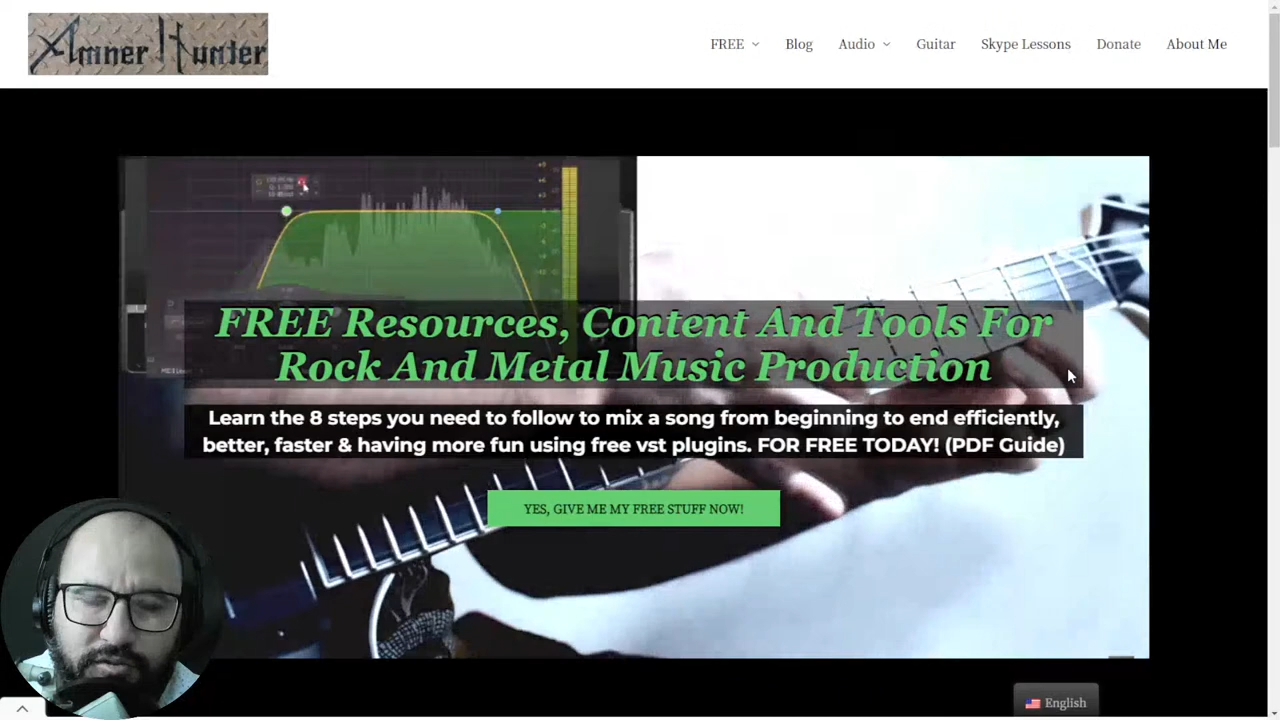 Amner Hunter
FREE Blog Audio Guitar Skype Lessons Donate About Me
FREE Resources, Content And Tools For
Rock And Metal Music Production
Learn the 8 steps you need to follow to mix a song from beginning to end efficiently,
better, faster & having more fun using free vst plugins. FOR FREE TODAY! (PDF Guide)
YES, GIVE ME MY FREE STUFF NOW!
English